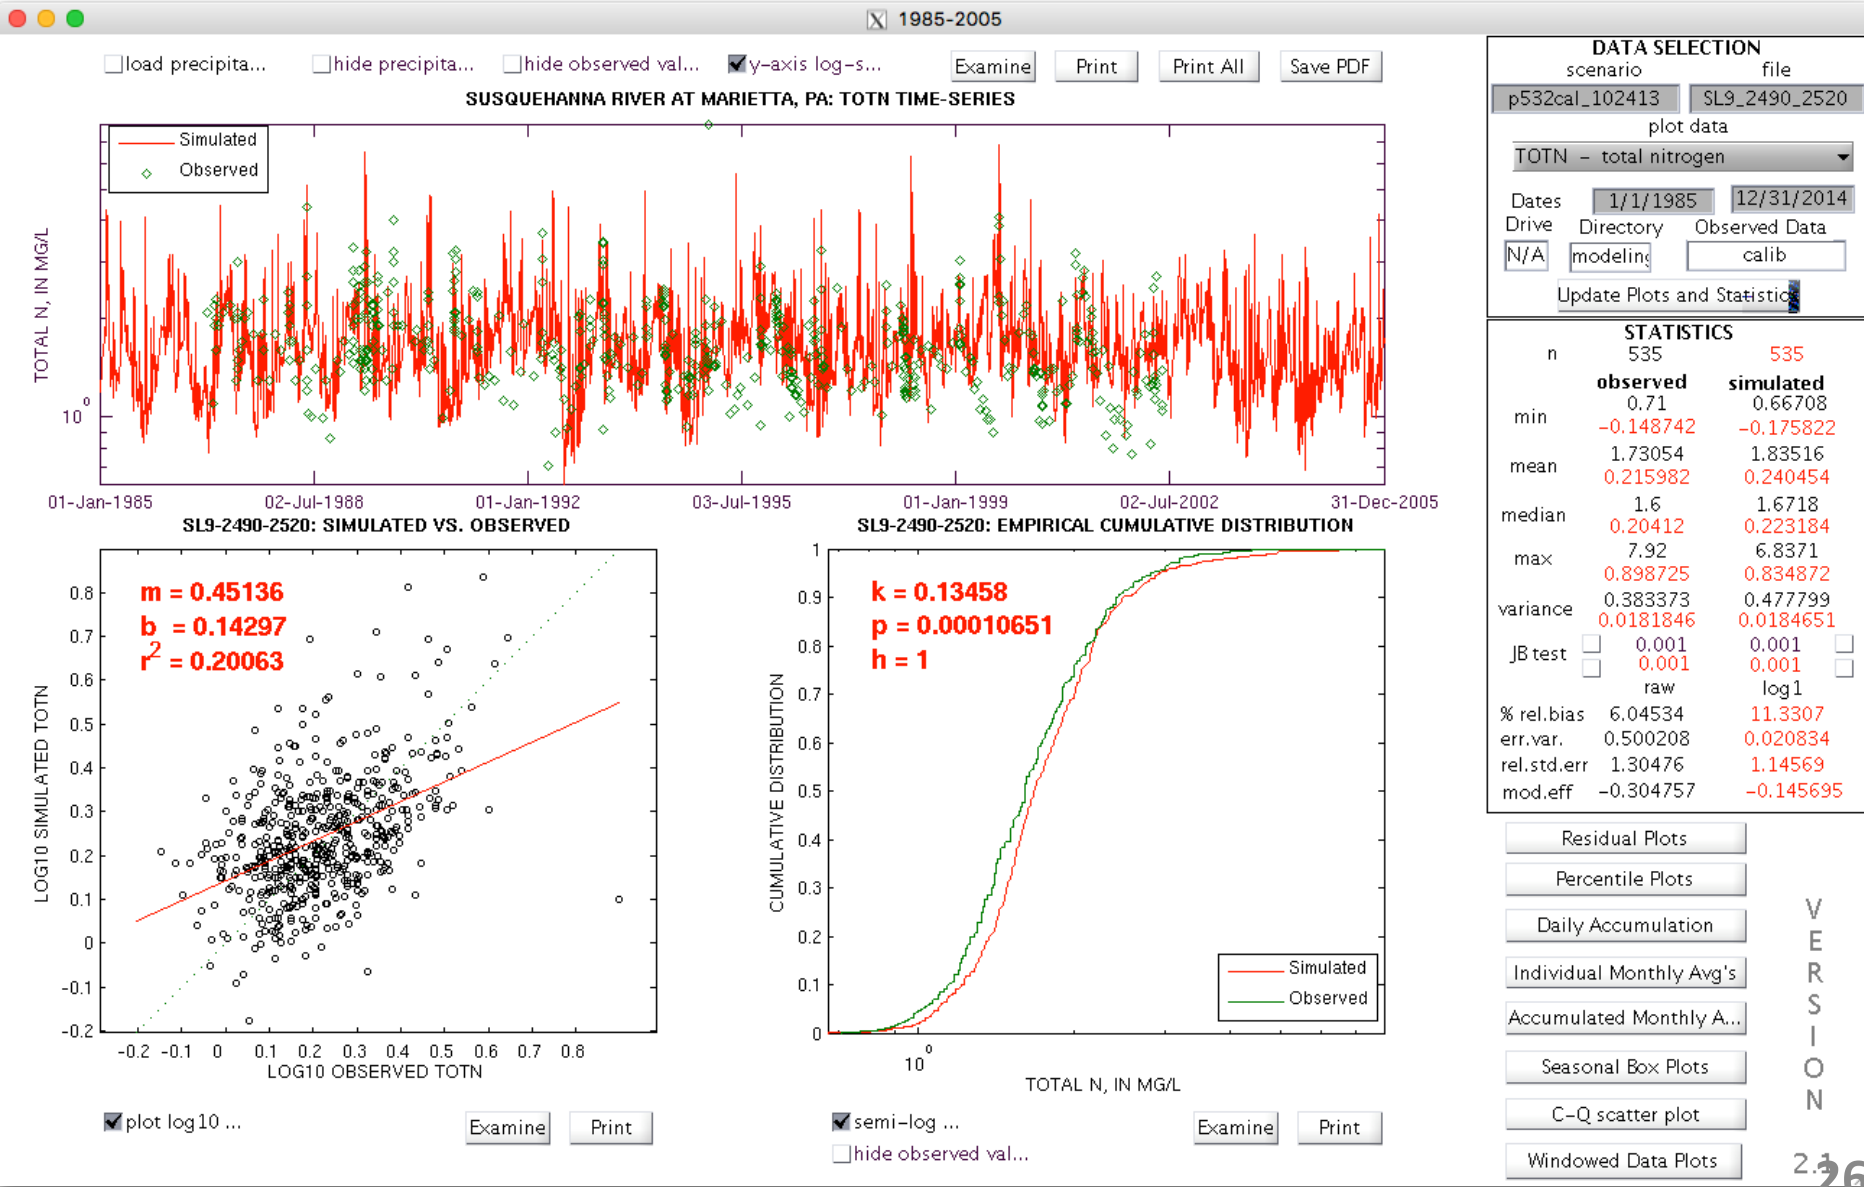 1985-2005
load precipita...
hide precipita...
hide observed val...
y-axis log-s...
Examine
Print
Print All
Save PDF
SUSQUEHANNA RIVER AT MARIETTA, PA: TOTN TIME-SERIES
Simulated
Observed
TOTAL N, IN MG/L
10^0
01-Jan-1985 02-Jul-1988 01-Jan-1992 03-Jul-1995 01-Jan-1999 02-Jul-2002 31-Dec-2005
SL9-2490-2520: SIMULATED VS. OBSERVED
m = 0.45136
b = 0.14297
r^2 = 0.20063
LOG10 SIMULATED TOTN
0.8
0.7
0.6
0.5
0.4
0.3
0.2
0.1
0
-0.1
-0.2
-0.2 -0.1 0 0.1 0.2 0.3 0.4 0.5 0.6 0.7 0.8
LOG10 OBSERVED TOTN
plot log10 ...
Examine
Print
SL9-2490-2520: EMPIRICAL CUMULATIVE DISTRIBUTION
k = 0.13458
p = 0.00010651
h = 1
CUMULATIVE DISTRIBUTION
1
0.9
0.8
0.7
0.6
0.5
0.4
0.3
0.2
0.1
0
Simulated
Observed
10^0
TOTAL N, IN MG/L
semi-log ...
hide observed val...
Examine
Print
DATA SELECTION
scenario file
p532cal_102413 SL9_2490_2520
plot data
TOTN - total nitrogen
Dates 1/1/1985 12/31/2014
Drive Directory Observed Data
N/A modeling calib
Update Plots and Statistics
STATISTICS
n 535 535
observed simulated
min 0.71 0.66708
-0.148742 -0.175822
mean 1.73054 1.83516
0.215982 0.240454
median 1.6 1.6718
0.20412 0.223184
max 7.92 6.8371
0.898725 0.834872
variance 0.383373 0.477799
0.0181846 0.0184651
JB test 0.001 0.001
0.001 0.001
raw log1
% rel.bias 6.04534 11.3307
err.var. 0.500208 0.020834
rel.std.err 1.30476 1.14569
mod.eff -0.304757 -0.145695
Residual Plots
Percentile Plots
Daily Accumulation
Individual Monthly Avg's
Accumulated Monthly A...
Seasonal Box Plots
C-Q scatter plot
Windowed Data Plots
VERSION
2.1
26